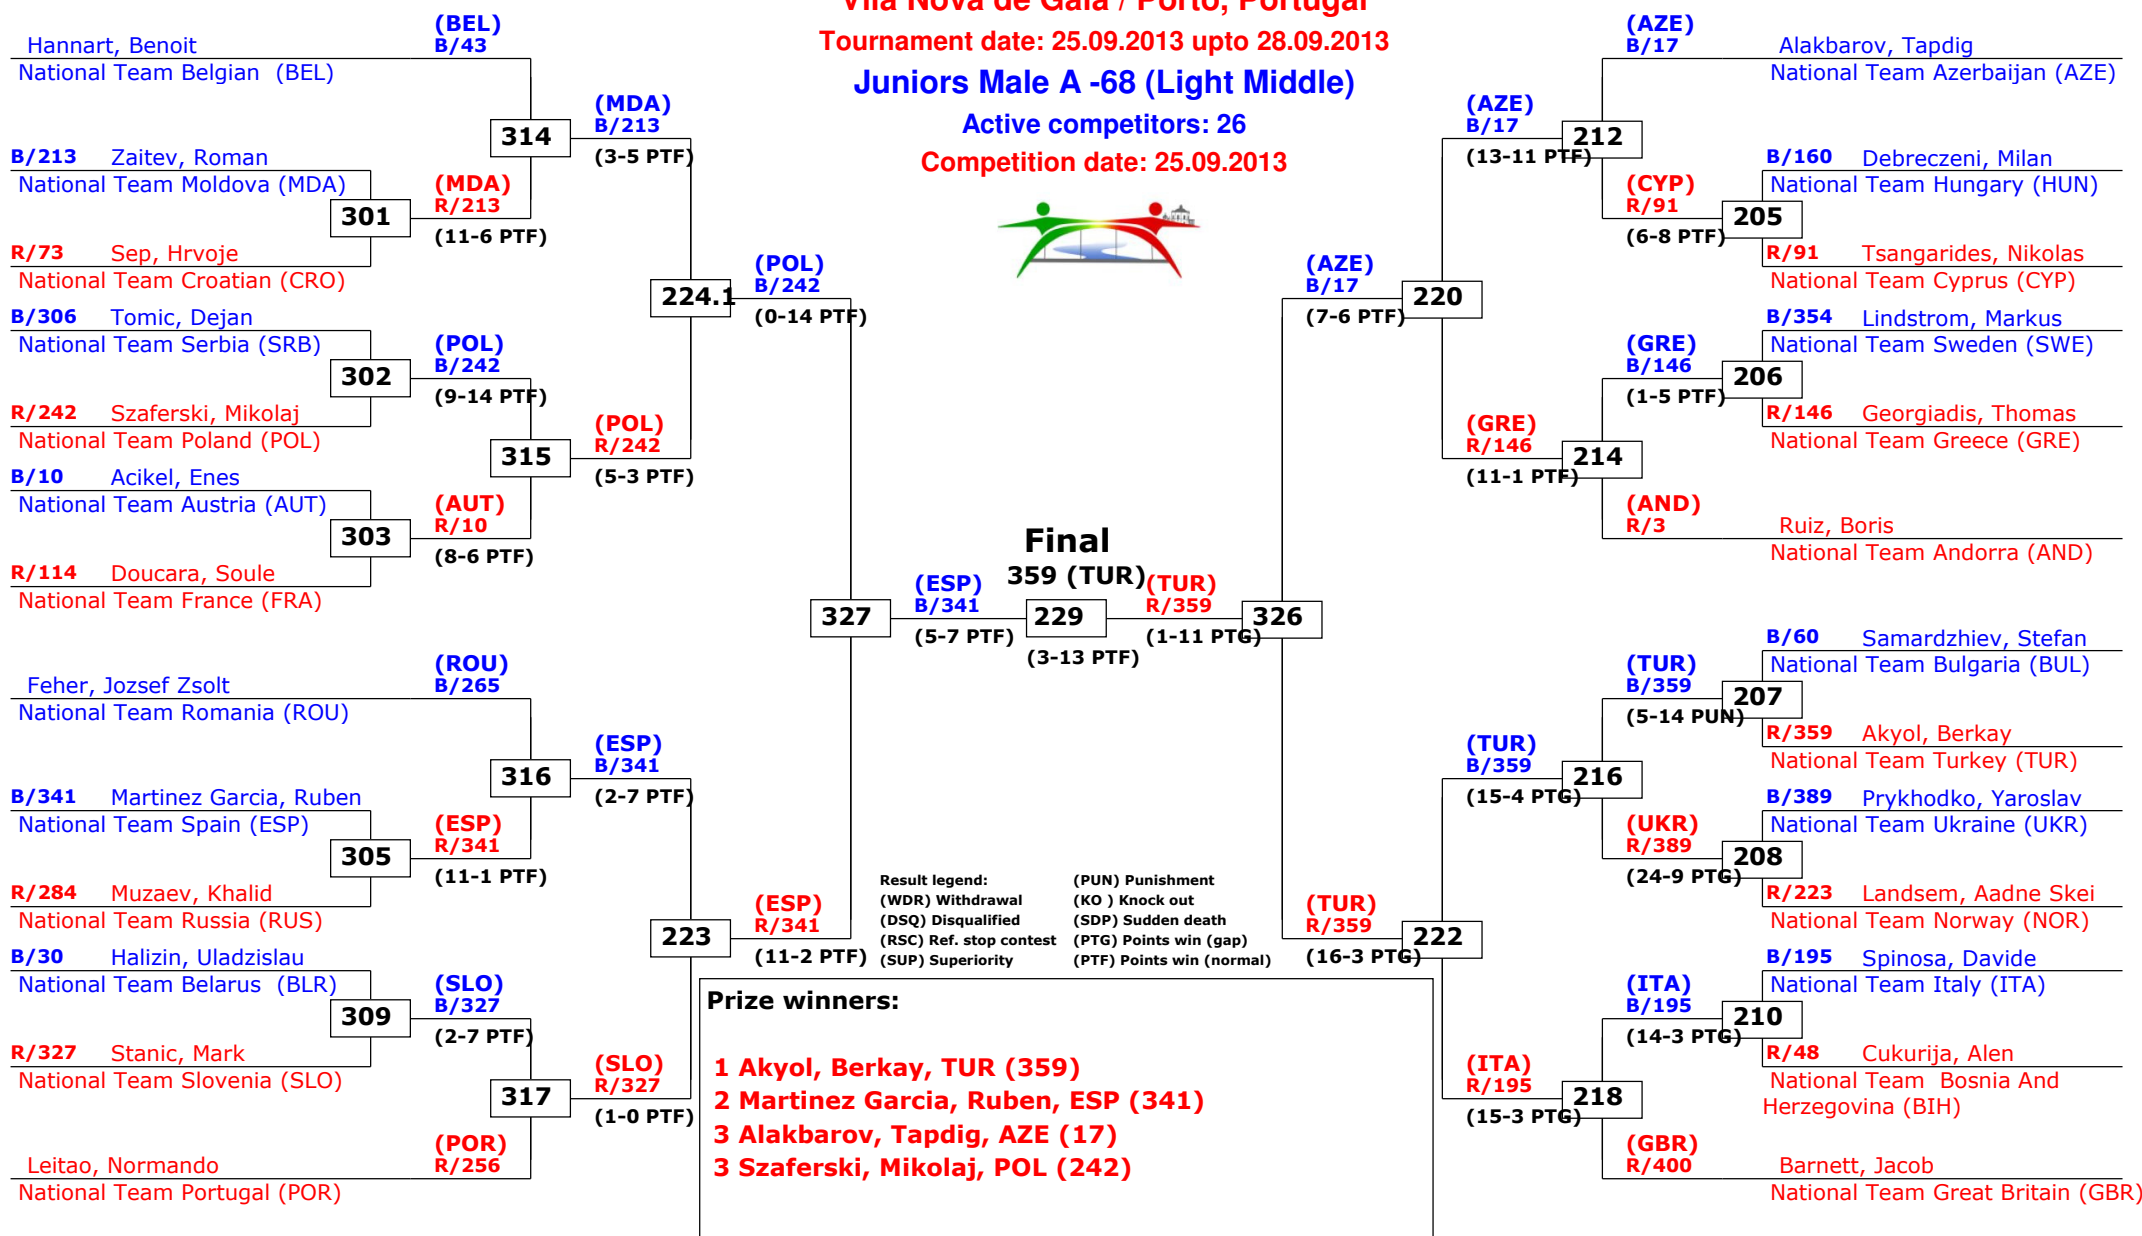 Vila Nova de Gaia / Porto, Portugal
Tournament date: 25.09.2013 upto 28.09.2013
Juniors Male A -68 (Light Middle)
Active competitors: 26
Competition date: 25.09.2013
(BEL)
Hannart, Benoit B/43
National Team Belgian (BEL)
314
(MDA)
B/213
(3-5 PTF)
B/213 Zaitev, Roman
National Team Moldova (MDA)
301
(MDA)
R/213
(11-6 PTF)
R/73 Sep, Hrvoje
National Team Croatian (CRO)
224.1
(POL)
B/242
(0-14 PTF)
B/306 Tomic, Dejan
National Team Serbia (SRB)
302
(POL)
B/242
(9-14 PTF)
R/242 Szaferski, Mikolaj
National Team Poland (POL)
315
(POL)
R/242
(5-3 PTF)
B/10 Acikel, Enes
National Team Austria (AUT)
303
(AUT)
R/10
(8-6 PTF)
R/114 Doucara, Soule
National Team France (FRA)
327
(ESP)
B/341
(5-7 PTF)
Final
359 (TUR)
229
(3-13 PTF)
(TUR)
R/359
(1-11 PTG)
326
(ROU)
Feher, Jozsef Zsolt B/265
National Team Romania (ROU)
316
(ESP)
B/341
(2-7 PTF)
B/341 Martinez Garcia, Ruben
National Team Spain (ESP)
305
(ESP)
R/341
(11-1 PTF)
R/284 Muzaev, Khalid
National Team Russia (RUS)
223
(ESP)
R/341
(11-2 PTF)
B/30 Halizin, Uladzislau
National Team Belarus (BLR)
309
(SLO)
B/327
(2-7 PTF)
R/327 Stanic, Mark
National Team Slovenia (SLO)
317
(SLO)
R/327
(1-0 PTF)
(POR)
Leitao, Normando R/256
National Team Portugal (POR)
(AZE)
B/17 Alakbarov, Tapdig
National Team Azerbaijan (AZE)
(AZE)
B/17
(13-11 PTF)
212
B/160 Debreczeni, Milan
National Team Hungary (HUN)
(CYP)
R/91
(6-8 PTF)
205
R/91 Tsangarides, Nikolas
National Team Cyprus (CYP)
(AZE)
B/17
(7-6 PTF)
220
B/354 Lindstrom, Markus
National Team Sweden (SWE)
(GRE)
B/146
(1-5 PTF)
206
R/146 Georgiadis, Thomas
National Team Greece (GRE)
(GRE)
R/146
(11-1 PTF)
214
(AND)
R/3 Ruiz, Boris
National Team Andorra (AND)
B/60 Samardzhiev, Stefan
National Team Bulgaria (BUL)
(TUR)
B/359
(5-14 PUN)
207
R/359 Akyol, Berkay
National Team Turkey (TUR)
(TUR)
B/359
(15-4 PTG)
216
B/389 Prykhodko, Yaroslav
National Team Ukraine (UKR)
(UKR)
R/389
(24-9 PTG)
208
R/223 Landsem, Aadne Skei
National Team Norway (NOR)
(TUR)
R/359
(16-3 PTG)
222
B/195 Spinosa, Davide
National Team Italy (ITA)
(ITA)
B/195
(14-3 PTG)
210
R/48 Cukurija, Alen
National Team Bosnia And
Herzegovina (BIH)
(ITA)
R/195
(15-3 PTG)
218
(GBR)
R/400 Barnett, Jacob
National Team Great Britain (GBR)
Result legend: (PUN) Punishment
(WDR) Withdrawal (KO ) Knock out
(DSQ) Disqualified (SDP) Sudden death
(RSC) Ref. stop contest (PTG) Points win (gap)
(SUP) Superiority (PTF) Points win (normal)
Prize winners:
1 Akyol, Berkay, TUR (359)
2 Martinez Garcia, Ruben, ESP (341)
3 Alakbarov, Tapdig, AZE (17)
3 Szaferski, Mikolaj, POL (242)